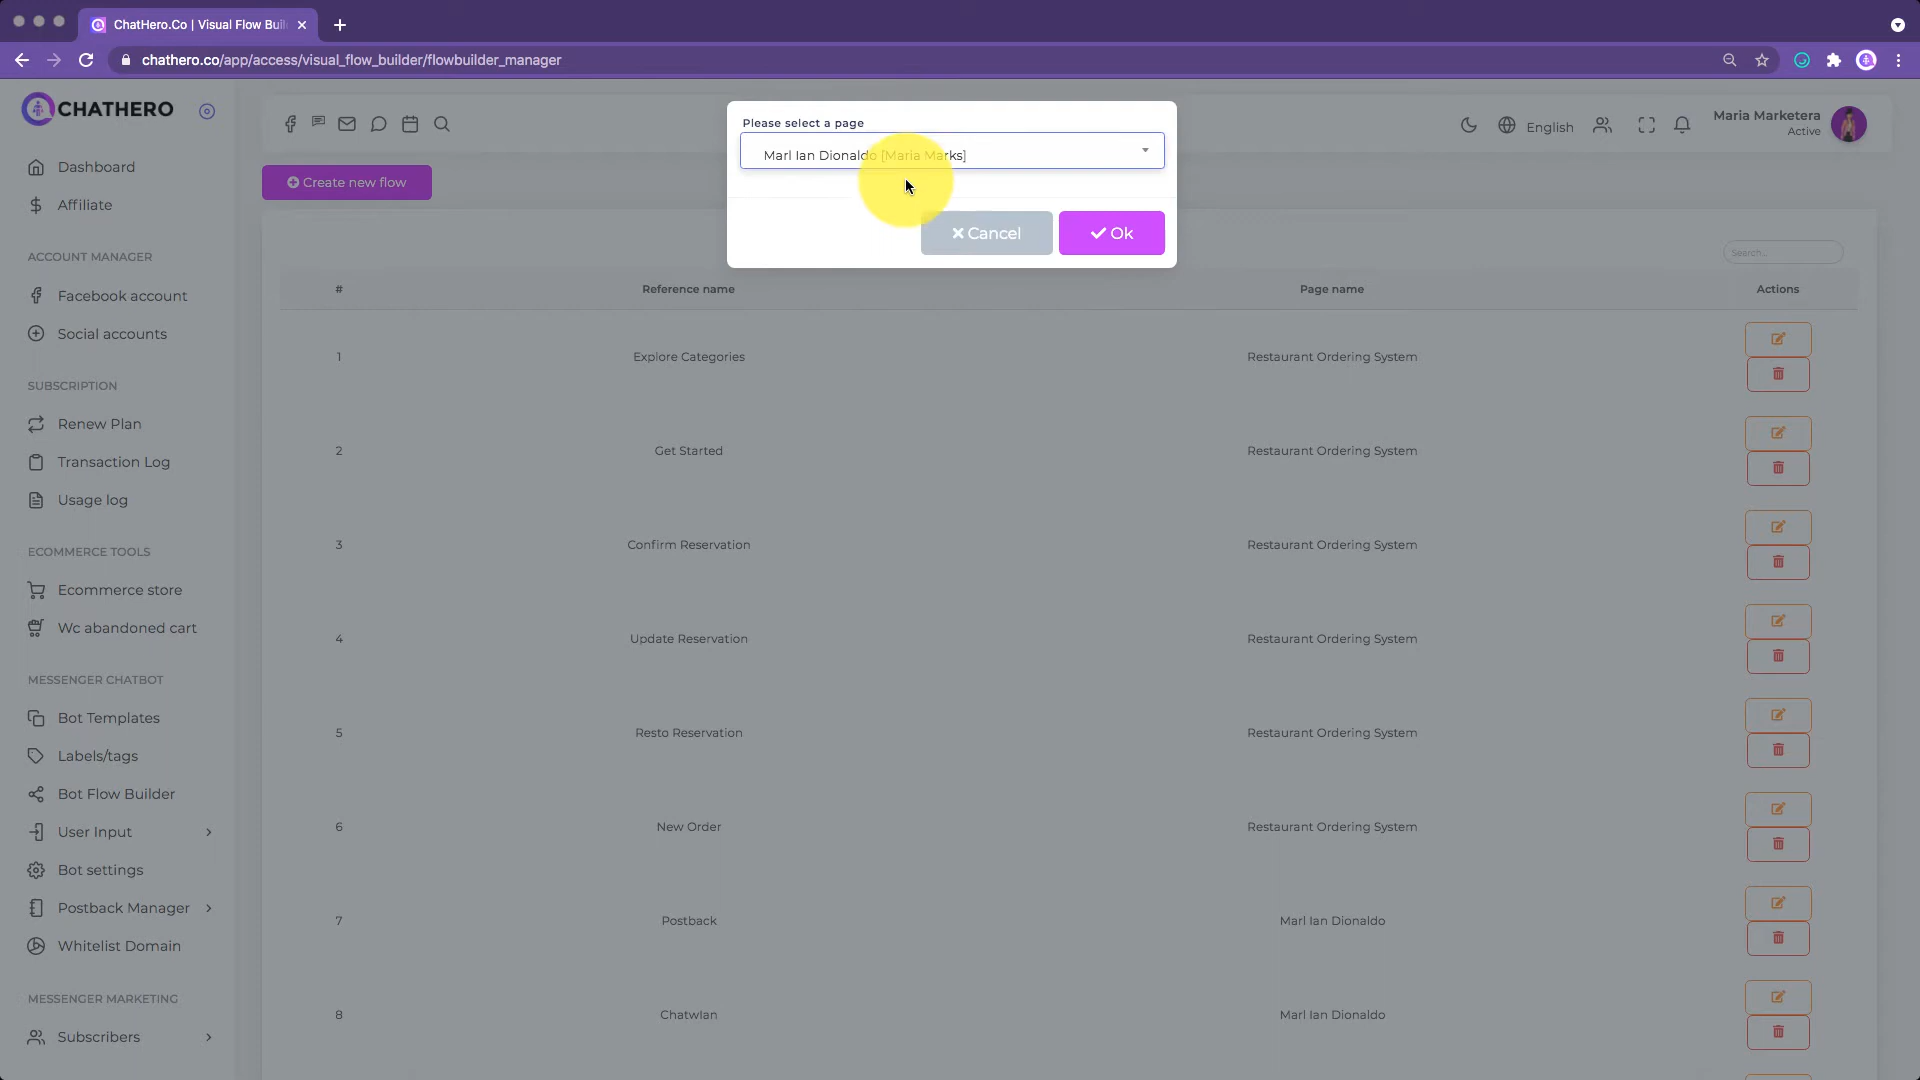 ChatHero.Co | Visual Flow Buil
chathero.co/app/access/visual_flow_builder/flowbuilder_manager
CHATHERO
English
Maria Marketera
Active
Please select a page
Marl Ian Dionaldo [Maria Marks]
Cancel
Ok
Create new flow
Dashboard
Affiliate
ACCOUNT MANAGER
Facebook account
Social accounts
SUBSCRIPTION
Renew Plan
Transaction Log
Usage log
ECOMMERCE TOOLS
Ecommerce store
Wc abandoned cart
MESSENGER CHATBOT
Bot Templates
Labels/tags
Bot Flow Builder
User Input
Bot settings
Postback Manager
Whitelist Domain
MESSENGER MARKETING
Subscribers
Search...
# Reference name Page name Actions
1 Explore Categories Restaurant Ordering System
2 Get Started Restaurant Ordering System
3 Confirm Reservation Restaurant Ordering System
4 Update Reservation Restaurant Ordering System
5 Resto Reservation Restaurant Ordering System
6 New Order Restaurant Ordering System
7 Postback Marl Ian Dionaldo
8 ChatwIan Marl Ian Dionaldo